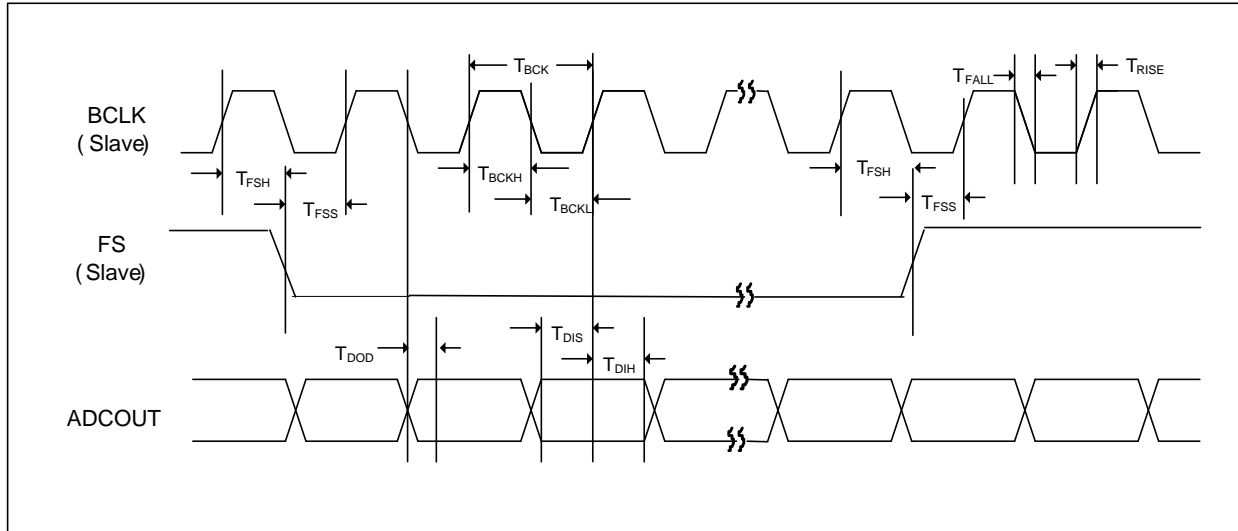 T_BCK
T_FALL
T_RISE
BCLK
( Slave)
T_FSH
T_BCKH
T_FSH
T_FSS
T_BCKL
T_FSS
FS
( Slave)
T_DIS
T_DOD
T_DIH
ADCOUT